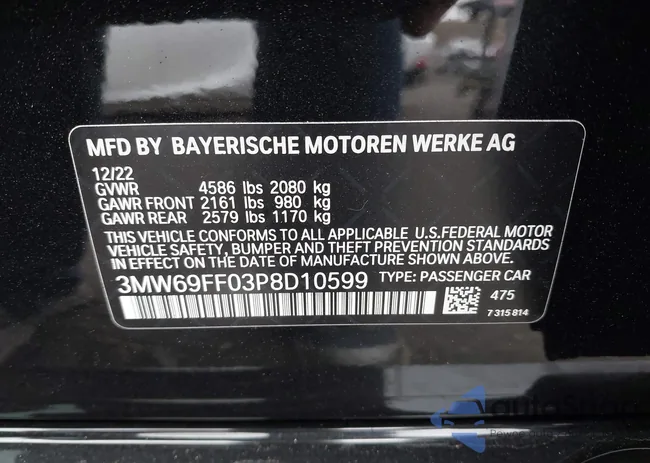 MFD BY BAYERISCHE MOTOREN WERKE AG
12/22
GVWR 4586 lbs 2080 kg
GAWR FRONT 2161 lbs 980 kg
GAWR REAR 2579 lbs 1170 kg
THIS VEHICLE CONFORMS TO ALL APPLICABLE U.S.FEDERAL MOTOR
VEHICLE SAFETY, BUMPER AND THEFT PREVENTION STANDARDS
IN EFFECT ON THE DATE OF MANUFACTURE SHOWN ABOVE.
3MW69FF03P8D10599 TYPE: PASSENGER CAR
475
7 315 814